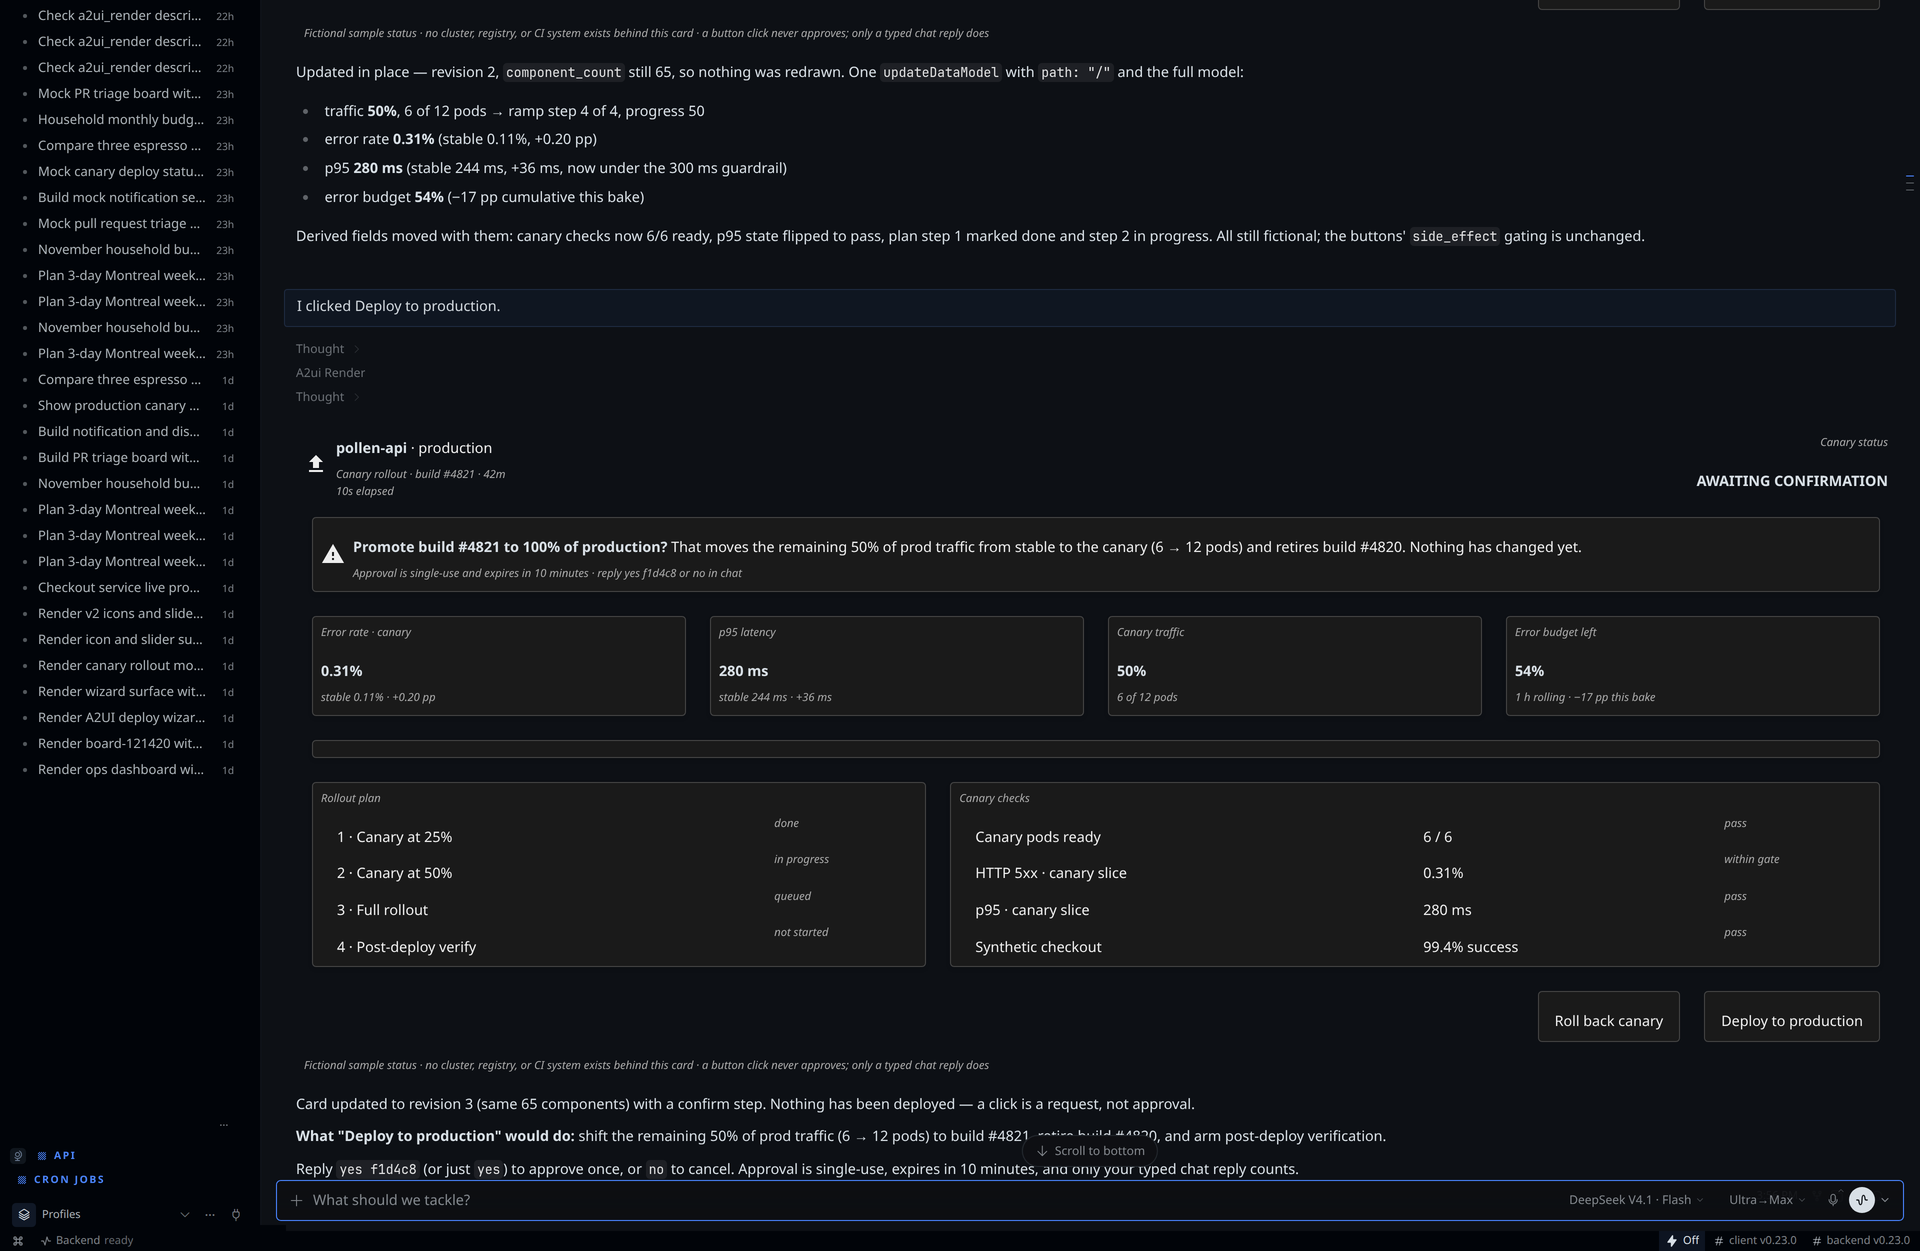 Check a2ui_render descri... 22h
Check a2ui_render descri... 22h
Check a2ui_render descri... 22h
Mock PR triage board wit... 23h
Household monthly budg... 23h
Compare three espresso ... 23h
Mock canary deploy statu... 23h
Build mock notification se... 23h
Mock pull request triage ... 23h
November household bu... 23h
Plan 3-day Montreal week... 23h
Plan 3-day Montreal week... 23h
November household bu... 23h
Plan 3-day Montreal week... 23h
Compare three espresso ... 1d
Show production canary ... 1d
Build notification and dis... 1d
Build PR triage board wit... 1d
November household bu... 1d
Plan 3-day Montreal week... 1d
Plan 3-day Montreal week... 1d
Plan 3-day Montreal week... 1d
Checkout service live pro... 1d
Render v2 icons and slide... 1d
Render icon and slider su... 1d
Render canary rollout mo... 1d
Render wizard surface wit... 1d
Render A2UI deploy wizar... 1d
Render board-121420 wit... 1d
Render ops dashboard wi... 1d
...
API
CRON JOBS
Profiles
Backend ready
Fictional sample status · no cluster, registry, or CI system exists behind this card · a button click never approves; only a typed chat reply does
Updated in place — revision 2, component_count still 65, so nothing was redrawn. One updateDataModel with path: "/" and the full model:
• traffic 50%, 6 of 12 pods → ramp step 4 of 4, progress 50
• error rate 0.31% (stable 0.11%, +0.20 pp)
• p95 280 ms (stable 244 ms, +36 ms, now under the 300 ms guardrail)
• error budget 54% (−17 pp cumulative this bake)
Derived fields moved with them: canary checks now 6/6 ready, p95 state flipped to pass, plan step 1 marked done and step 2 in progress. All still fictional; the buttons' side_effect gating is unchanged.
I clicked Deploy to production.
Thought
A2ui Render
Thought
pollen-api · production
Canary rollout · build #4821 · 42m
10s elapsed
Canary status
AWAITING CONFIRMATION
Promote build #4821 to 100% of production? That moves the remaining 50% of prod traffic from stable to the canary (6 → 12 pods) and retires build #4820. Nothing has changed yet.
Approval is single-use and expires in 10 minutes · reply yes f1d4c8 or no in chat
Error rate · canary
0.31%
stable 0.11% · +0.20 pp
p95 latency
280 ms
stable 244 ms · +36 ms
Canary traffic
50%
6 of 12 pods
Error budget left
54%
1 h rolling · −17 pp this bake
Rollout plan
1 · Canary at 25% done
2 · Canary at 50% in progress
3 · Full rollout queued
4 · Post-deploy verify not started
Canary checks
Canary pods ready 6 / 6 pass
HTTP 5xx · canary slice 0.31% within gate
p95 · canary slice 280 ms pass
Synthetic checkout 99.4% success pass
Roll back canary
Deploy to production
Fictional sample status · no cluster, registry, or CI system exists behind this card · a button click never approves; only a typed chat reply does
Card updated to revision 3 (same 65 components) with a confirm step. Nothing has been deployed — a click is a request, not approval.
What "Deploy to production" would do: shift the remaining 50% of prod traffic (6 → 12 pods) to build #4821, retire build #4820, and arm post-deploy verification.
Scroll to bottom
Reply yes f1d4c8 (or just yes) to approve once, or no to cancel. Approval is single-use, expires in 10 minutes, and only your typed chat reply counts.
What should we tackle?
DeepSeek V4.1 · Flash
Ultra→Max
Off
client v0.23.0
backend v0.23.0